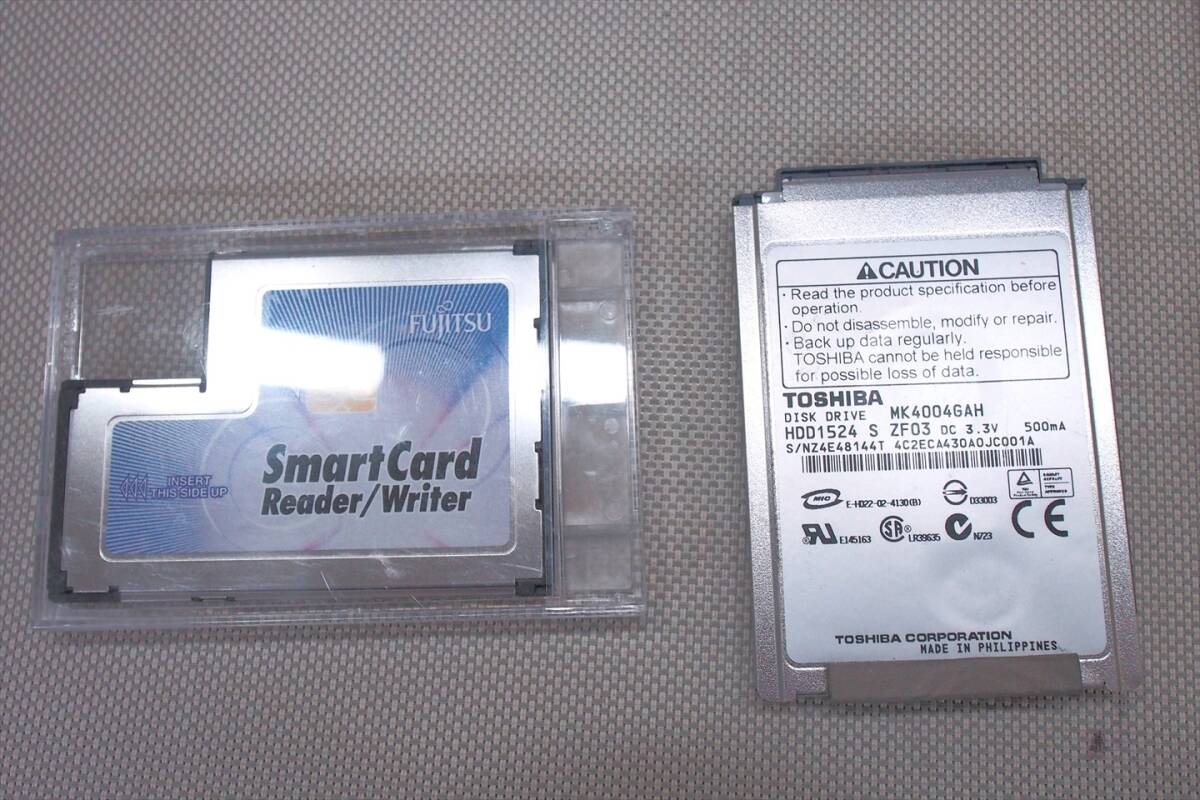 FUJITSU
INSERT
THIS SIDE UP
SmartCard
Reader/Writer
CAUTION
・Read the product specification before
operation.
・Do not disassemble, modify or repair.
・Back up data regularly.
TOSHIBA cannot be held responsible
for possible loss of data.
TOSHIBA
DISK DRIVE MK4004GAH
HDD1524 S ZF03 DC 3.3V 500mA
S/NZ4E48144T 4C2ECA430A0JC001A
MIC E-H022-02-4130(B) D33003
E145163 LR39635 N723 CE
TOSHIBA CORPORATION
MADE IN PHILIPPINES